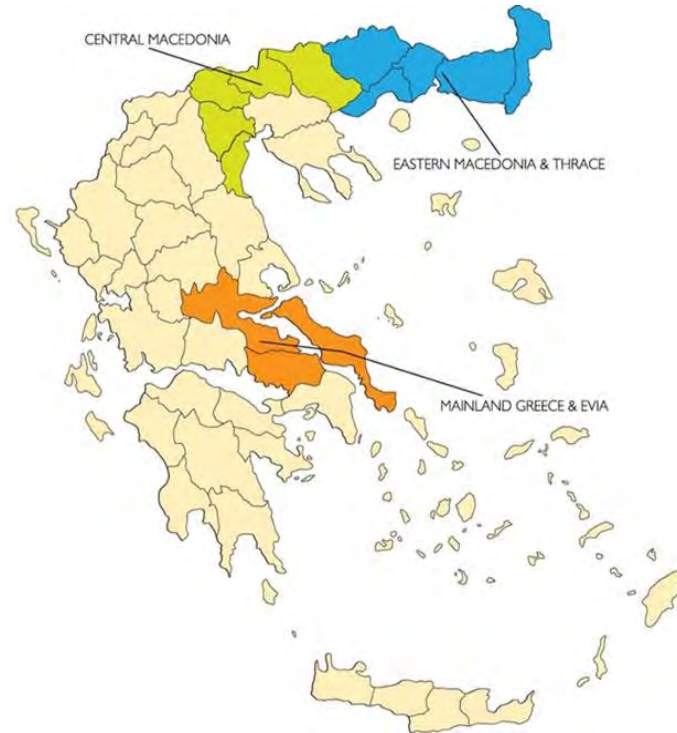 CENTRAL MACEDONIA
EASTERN MACEDONIA & THRACE
MAINLAND GREECE & EVIA